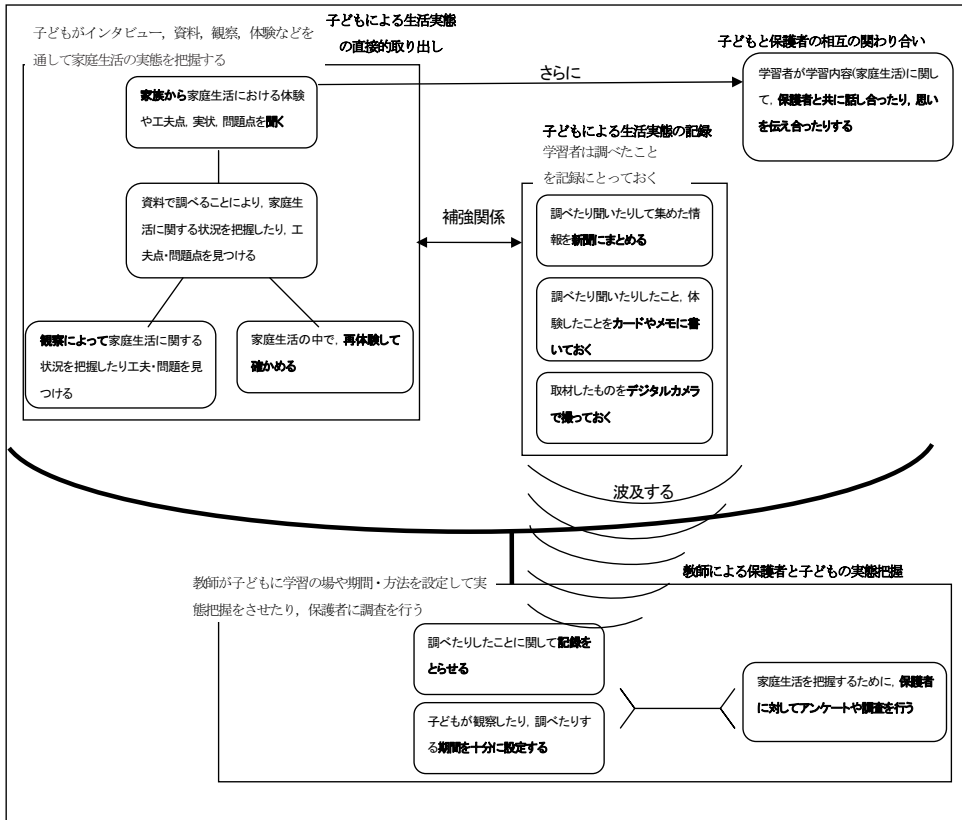 子どもがインタビュー，資料，観察，体験などを
通して家庭生活の実態を把握する
子どもによる生活実態
の直接的取り出し
家族から家庭生活における体験
や工夫点，実状，問題点を聞く
資料で調べることにより，家庭生
活に関する状況を把握したり，工
夫点・問題点を見つける
観察によって家庭生活に関する
状況を把握したり工夫・問題を見
つける
家庭生活の中で，再体験して
確かめる
さらに
子どもと保護者の相互の関わり合い
学習者が学習内容(家庭生活)に関し
て，保護者と共に話し合ったり，思い
を伝え合ったりする
補強関係
子どもによる生活実態の記録
学習者は調べたこと
を記録にとっておく
調べたり聞いたりして集めた情
報を新聞にまとめる
調べたり聞いたりしたこと，体
験したことをカードやメモに書
いておく
取材したものをデジタルカメラ
で撮っておく
波及する
教師による保護者と子どもの実態把握
教師が子どもに学習の場や期間・方法を設定して実
態把握をさせたり，保護者に調査を行う
調べたりしたことに関して記録を
とらせる
子どもが観察したり，調べたりす
る期間を十分に設定する
家庭生活を把握するために，保護者
に対してアンケートや調査を行う